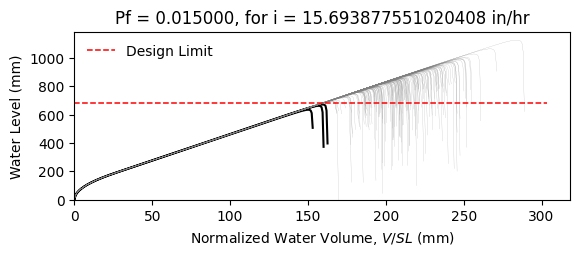 Pf = 0.015000, for i = 15.693877551020408 in/hr
Design Limit
Water Level (mm)
1000
800
600
400
200
0
0 50 100 150 200 250 300
Normalized Water Volume, V/SL (mm)